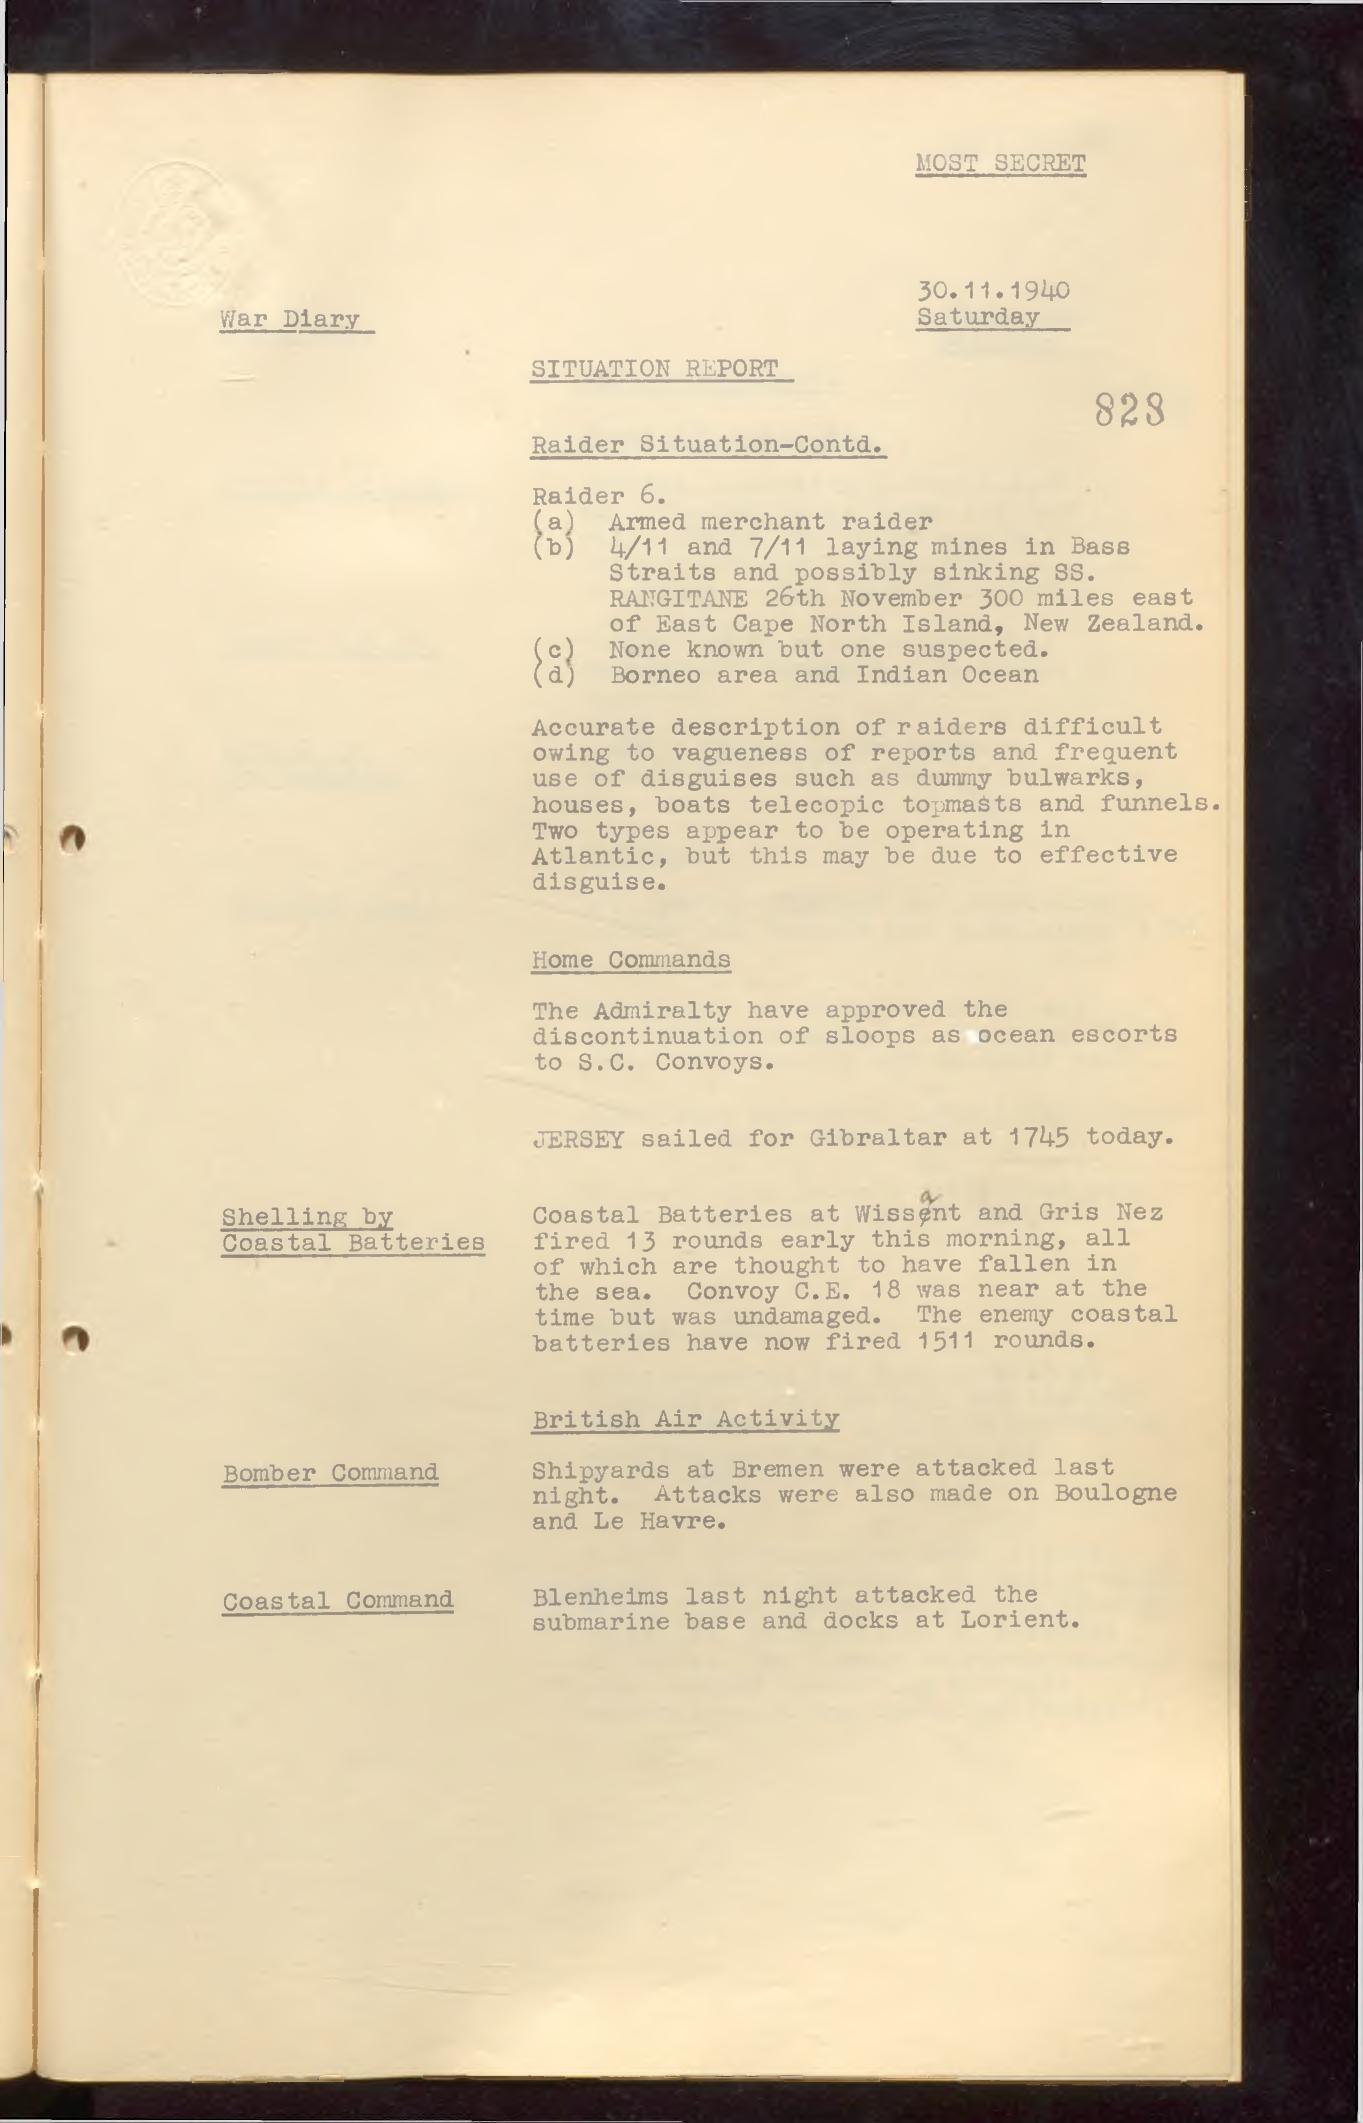 MOST SECRET
30.11.1940
War Diary
Saturday
SITUATION REPORT
828
Raider Situation-Contd.
Raider 6.
(a) Armed merchant raider
(b) 4/11 and 7/11 laying mines in Bass
Straits and possibly sinking SS.
RANGITANE 26th November 300 miles east
of East Cape North Island, New Zealand.
(c) None known but one suspected.
(d) Borneo area and Indian Ocean
Accurate description of raiders difficult
owing to vagueness of reports and frequent
use of disguises such as dummy bulwarks,
houses, boats telecopic topmasts and funnels.
Two types appear to be operating in
Atlantic, but this may be due to effective
disguise.
Home Commands
The Admiralty have approved the
discontinuation of sloops as ocean escorts
to S.C. Convoys.
JERSEY sailed for Gibraltar at 1745 today.
Shelling by
Coastal Batteries
Coastal Batteries at Wissant and Gris Nez
fired 13 rounds early this morning, all
of which are thought to have fallen in
the sea. Convoy C.E. 18 was near at the
time but was undamaged. The enemy coastal
batteries have now fired 1511 rounds.
British Air Activity
Bomber Command
Shipyards at Bremen were attacked last
night. Attacks were also made on Boulogne
and Le Havre.
Coastal Command
Blenheims last night attacked the
submarine base and docks at Lorient.